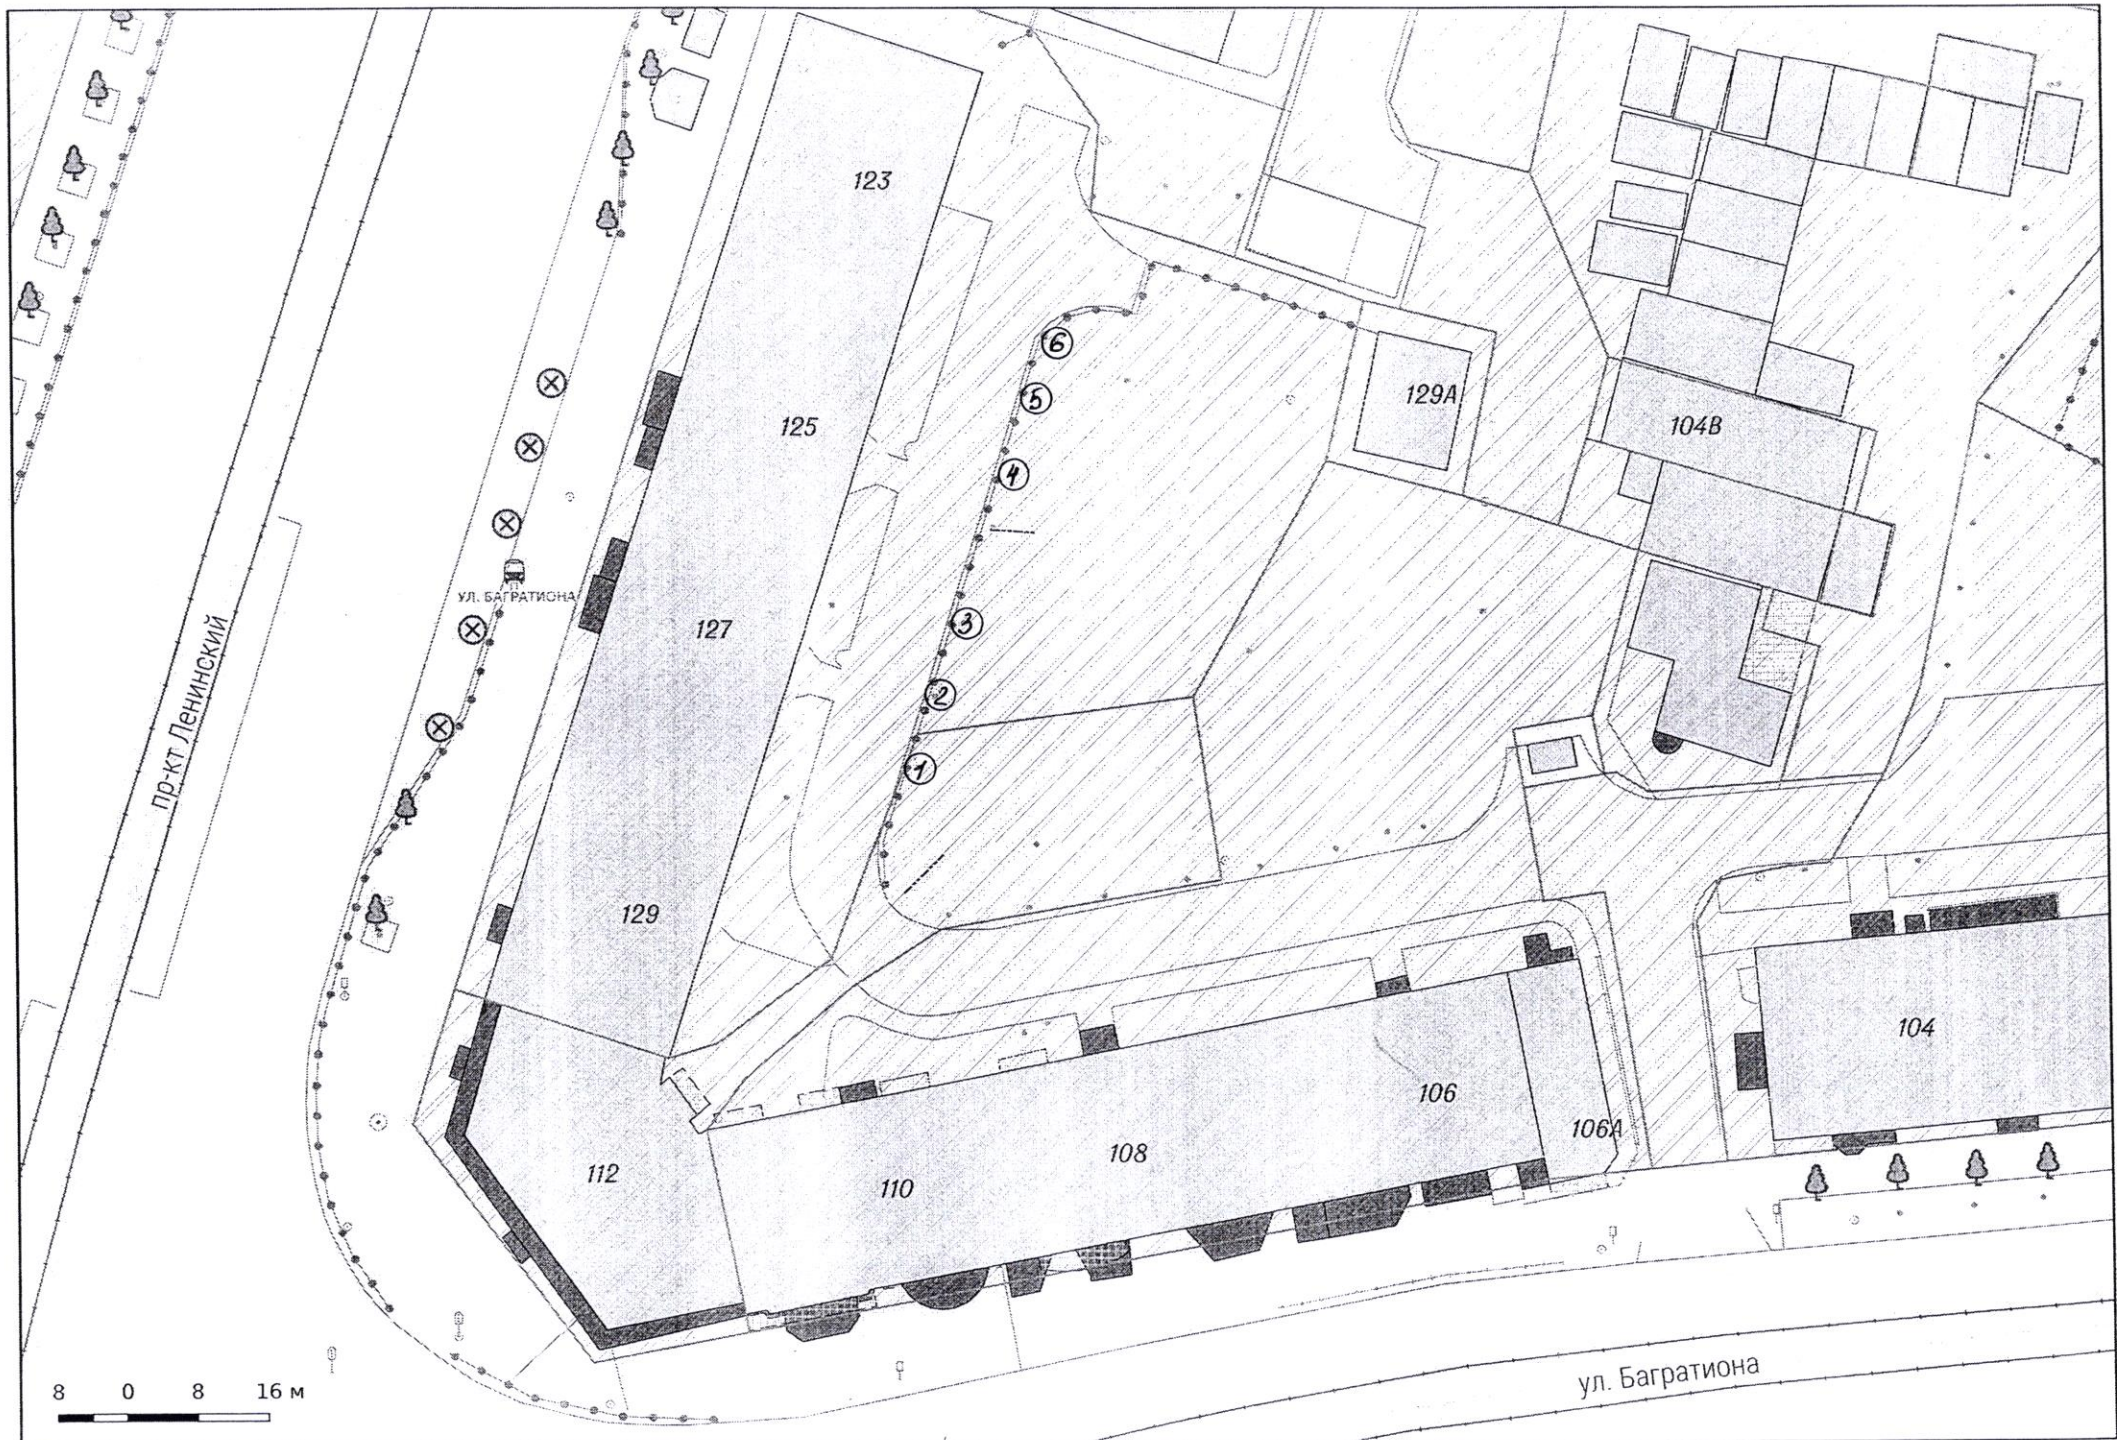 123
6
5
129А
125
104В
4
УЛ. БАГРАТИОНА
127
3
2
пр-кт Ленинский
1
129
104
106
106А
108
112
110
ул. Багратиона
8 0 8 16 м